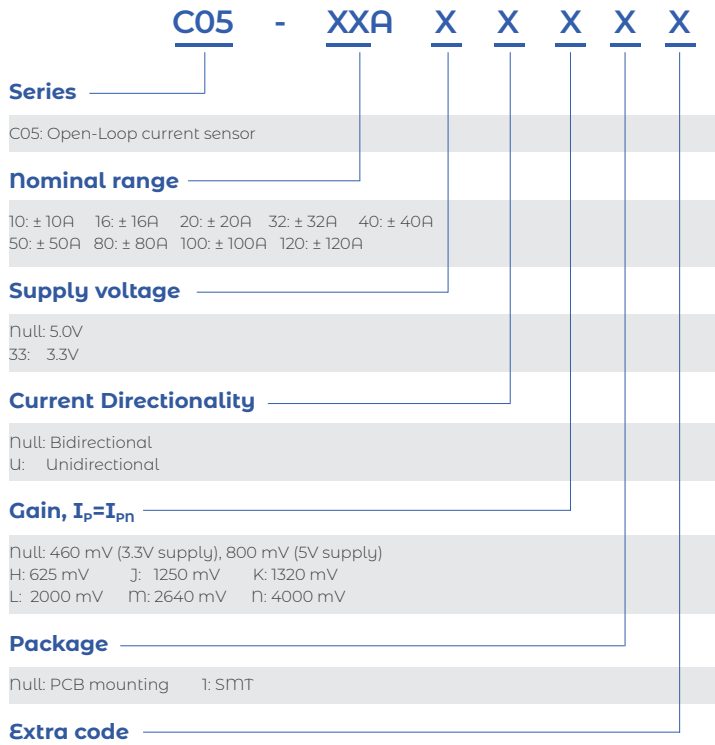 C05 - XXA X X X X X
Series
C05: Open-Loop current sensor
Nominal range
10: ± 10A 16: ± 16A 20: ± 20A 32: ± 32A 40: ± 40A
50: ± 50A 80: ± 80A 100: ± 100A 120: ± 120A
Supply voltage
Null: 5.0V
33: 3.3V
Current Directionality
Null: Bidirectional
U: Unidirectional
Gain, IP=IPN
Null: 460 mV (3.3V supply), 800 mV (5V supply)
H: 625 mV J: 1250 mV K: 1320 mV
L: 2000 mV M: 2640 mV N: 4000 mV
Package
Null: PCB mounting 1: SMT
Extra code